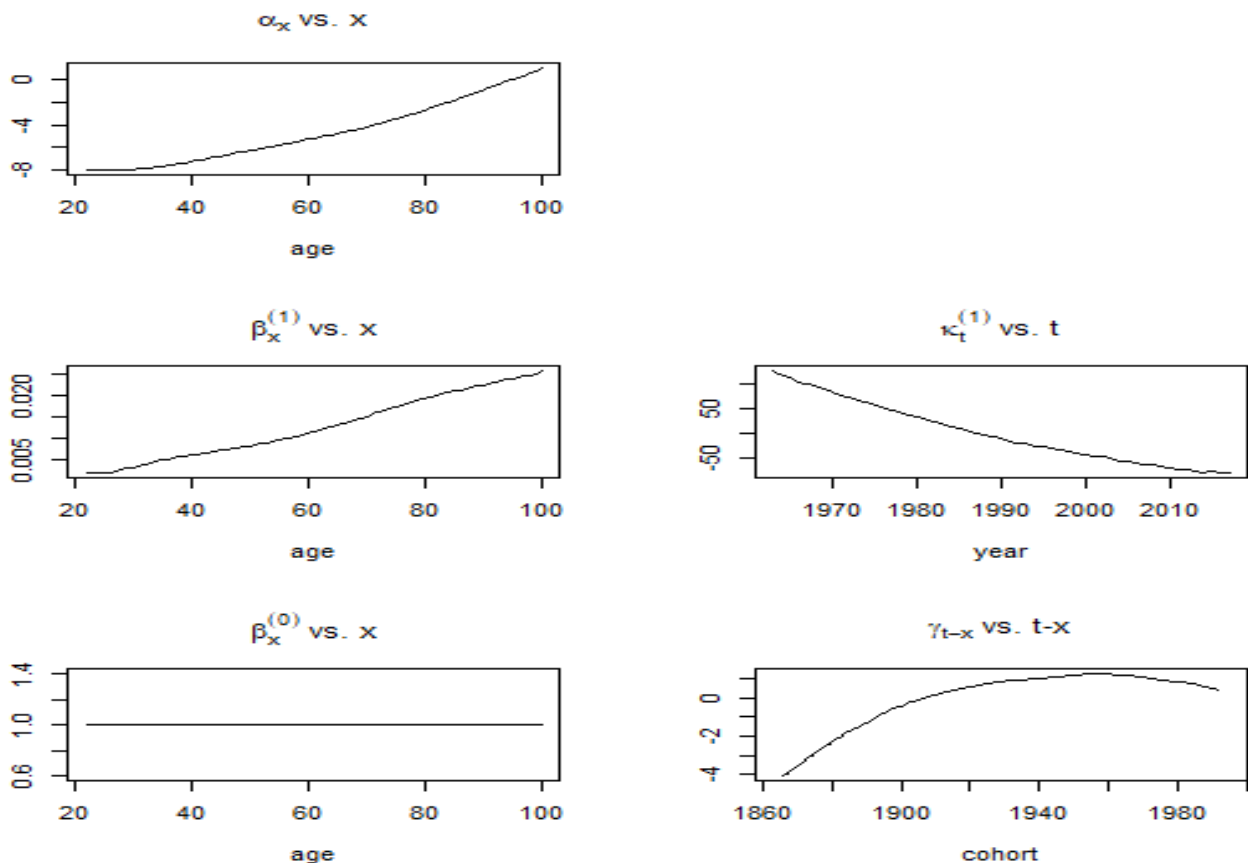 αx vs. x
0
-4
-8
20 40 60 80 100
age
βx(1) vs. x
0.020
0.005
20 40 60 80 100
age
κt(1) vs. t
50
-50
1970 1980 1990 2000 2010
year
βx(0) vs. x
1.4
1.0
0.6
20 40 60 80 100
age
γt−x vs. t-x
0
-2
-4
1860 1900 1940 1980
cohort